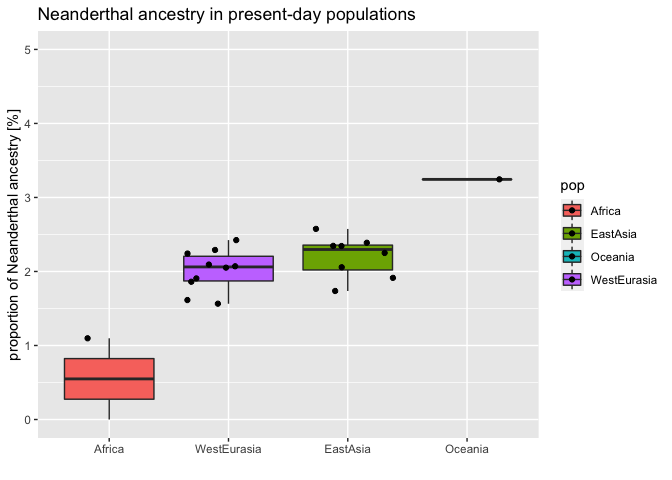 Neanderthal ancestry in present-day populations
proportion of Neanderthal ancestry [%]
5
4
3
2
1
0
Africa
WestEurasia
EastAsia
Oceania
pop
Africa
EastAsia
Oceania
WestEurasia